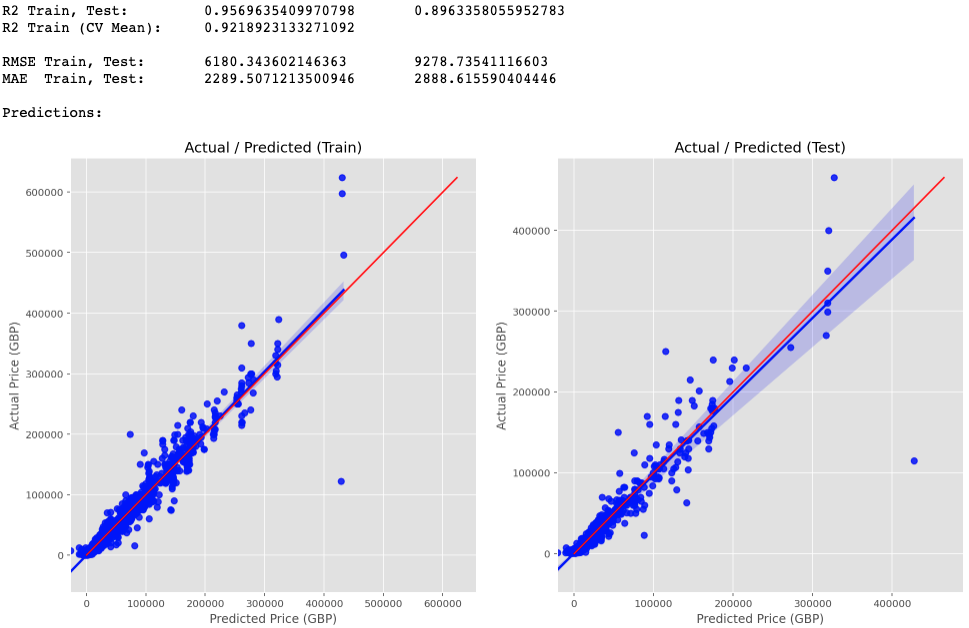 R2 Train, Test: 0.9569635409970798 0.8963358055952783
R2 Train (CV Mean): 0.9218923133271092
RMSE Train, Test: 6180.343602146363 9278.73541116603
MAE Train, Test: 2289.5071213500946 2888.615590404446
Predictions:
Actual / Predicted (Train)
600000
500000
400000
300000
200000
100000
0
Actual Price (GBP)
0 100000 200000 300000 400000 500000 600000
Predicted Price (GBP)
Actual / Predicted (Test)
400000
300000
200000
100000
0
Actual Price (GBP)
0 100000 200000 300000 400000
Predicted Price (GBP)